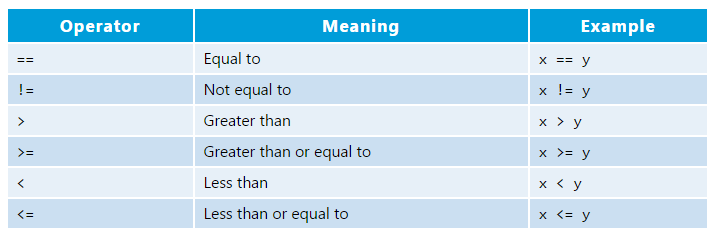 Operator Meaning Example
== Equal to x == y
!= Not equal to x != y
> Greater than x > y
>= Greater than or equal to x >= y
< Less than x < y
<= Less than or equal to x <= y